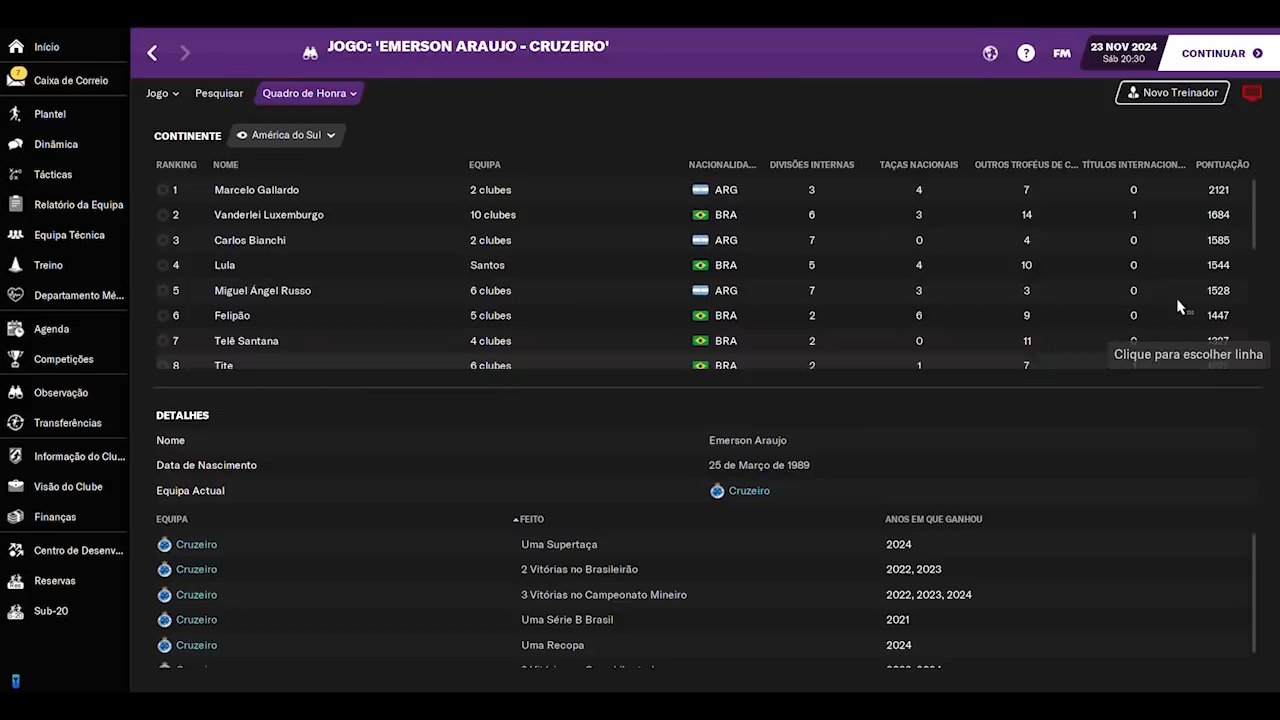 Início
JOGO: 'EMERSON ARAUJO - CRUZEIRO'
FM
23 NOV 2024
Sáb 20:30
CONTINUAR
7
Caixa de Correio
Jogo
Pesquisar
Quadro de Honra
Novo Treinador
Plantel
Dinâmica
Tácticas
Relatório da Equipa
Equipa Técnica
Treino
Departamento Mé...
Agenda
Competições
Observação
Transferências
Informação do Clu...
Visão do Clube
Finanças
Centro de Desenv...
Reservas
Sub-20
CONTINENTE América do Sul
RANKING NOME EQUIPA NACIONALIDA... DIVISÕES INTERNAS TAÇAS NACIONAIS OUTROS TROFÉUS DE C... TÍTULOS INTERNACION... PONTUAÇÃO
1 Marcelo Gallardo 2 clubes ARG 3 4 7 0 2121
2 Vanderlei Luxemburgo 10 clubes BRA 6 3 14 1 1684
3 Carlos Bianchi 2 clubes ARG 7 0 4 0 1585
4 Lula Santos BRA 5 4 10 0 1544
5 Miguel Ángel Russo 6 clubes ARG 7 3 3 0 1528
6 Felipão 5 clubes BRA 2 6 9 0 1447
7 Telê Santana 4 clubes BRA 2 0 11
8 Tite 6 clubes BRA 2 1 7
Clique para escolher linha
DETALHES
Nome Emerson Araujo
Data de Nascimento 25 de Março de 1989
Equipa Actual Cruzeiro
EQUIPA FEITO ANOS EM QUE GANHOU
Cruzeiro Uma Supertaça 2024
Cruzeiro 2 Vitórias no Brasileirão 2022, 2023
Cruzeiro 3 Vitórias no Campeonato Mineiro 2022, 2023, 2024
Cruzeiro Uma Série B Brasil 2021
Cruzeiro Uma Recopa 2024